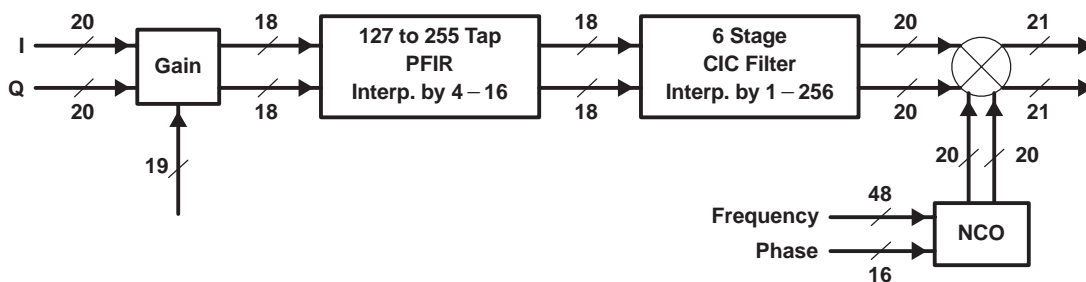 20
18
18
20
21
I
Q
Gain
127 to 255 Tap
PFIR
Interp. by 4 – 16
6 Stage
CIC Filter
Interp. by 1 – 256
20
18
18
20
21
19
20
20
48
Frequency
Phase
16
NCO